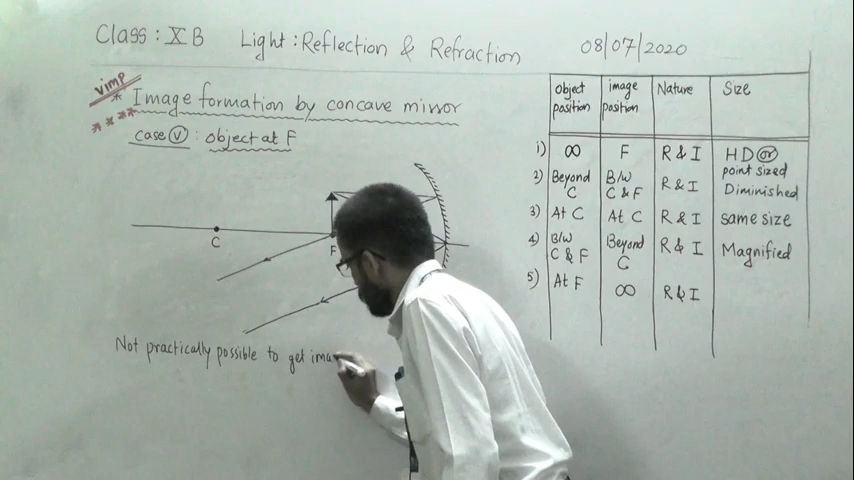 Class : X B Light : Reflection & Refraction 08/07/2020
VIMP
* Image formation by concave mirror
****
Case V : object at F
C
F
Not practically possible to get ima
object position image position Nature Size
1) ∞ F R & I HD or point sized
2) Beyond C B/w C & F R & I Diminished
3) At C At C R & I same size
4) B/w C & F Beyond C R & I Magnified
5) At F ∞ R & I